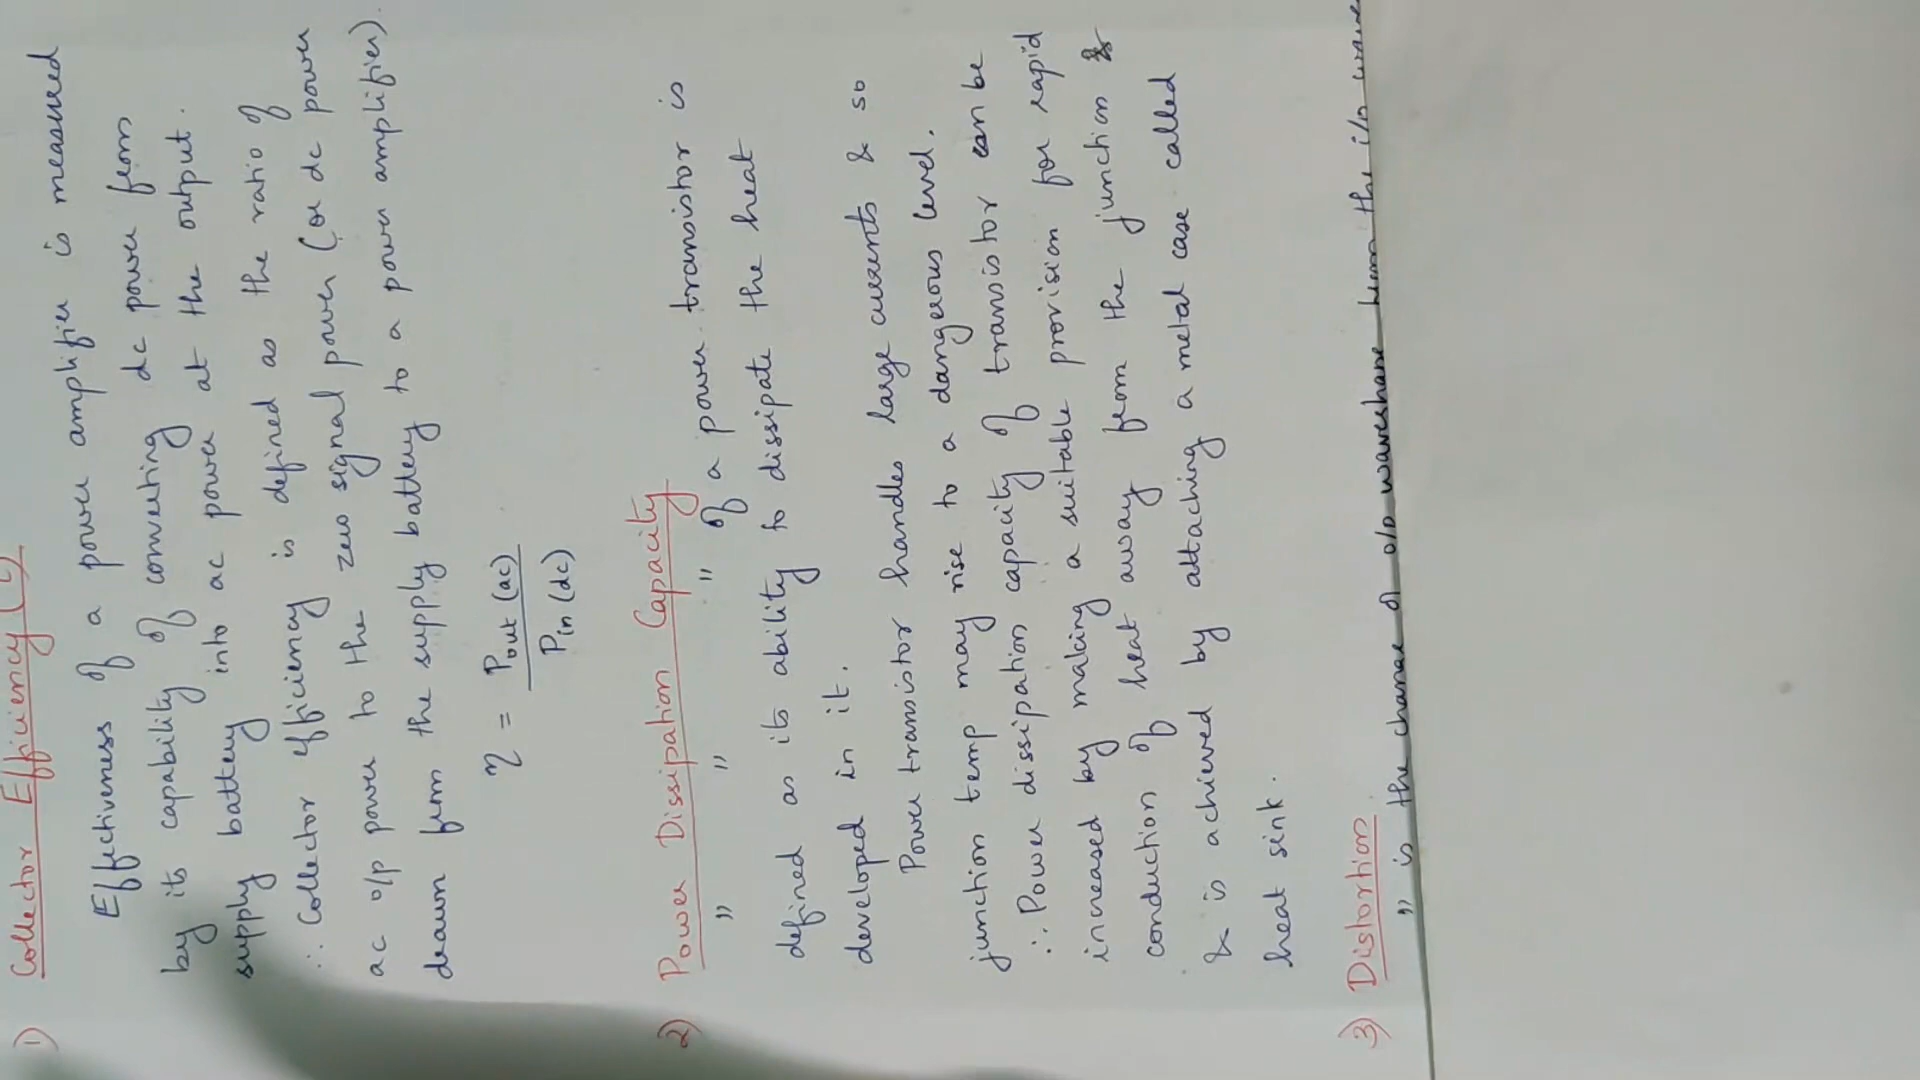 1) Collector Efficiency (
Effectiveness of a power amplifier is measured
by its capability of converting dc power from
supply battery into ac power at the output.
∴ Collector efficiency is defined as the ratio of
ac o/p power to the zero signal power (or dc power
drawn from the supply battery to a power amplifier).
η = Pout (ac) / Pin (dc)
2) Power Dissipation Capacity
" " " of a power transistor is
defined as its ability to dissipate the heat
developed in it.
Power transistor handles large currents & so
junction temp may rise to a dangerous level.
∴ Power dissipation capacity of transistor can be
increased by making a suitable provision for rapid
conduction of heat away from the junction &
& is achieved by attaching a metal case called
heat sink.
3) Distortion
" is the change of o/p waveshape from the i/p wave